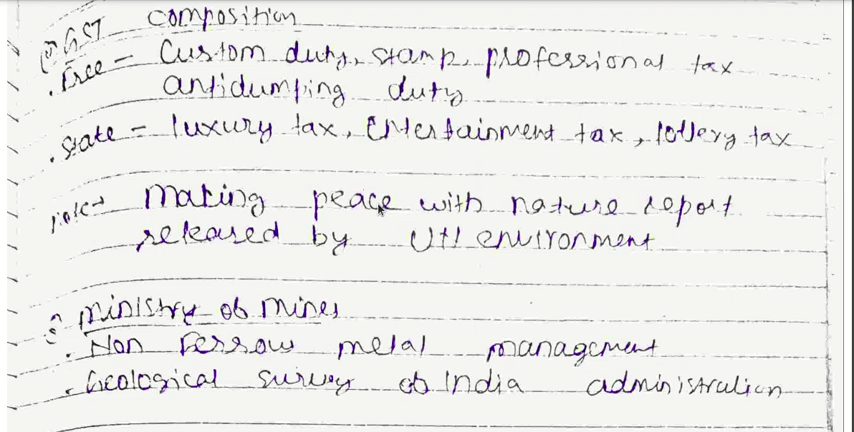 GST composition
. Free - Custom duty, stamp, professional tax
antidumping duty
. State - luxury tax, Entertainment tax, lottery tax
Note → Making peace with nature report
released by UN environment
ministry of Mines
. Non Ferrous metal management
. Geological survey of India administration